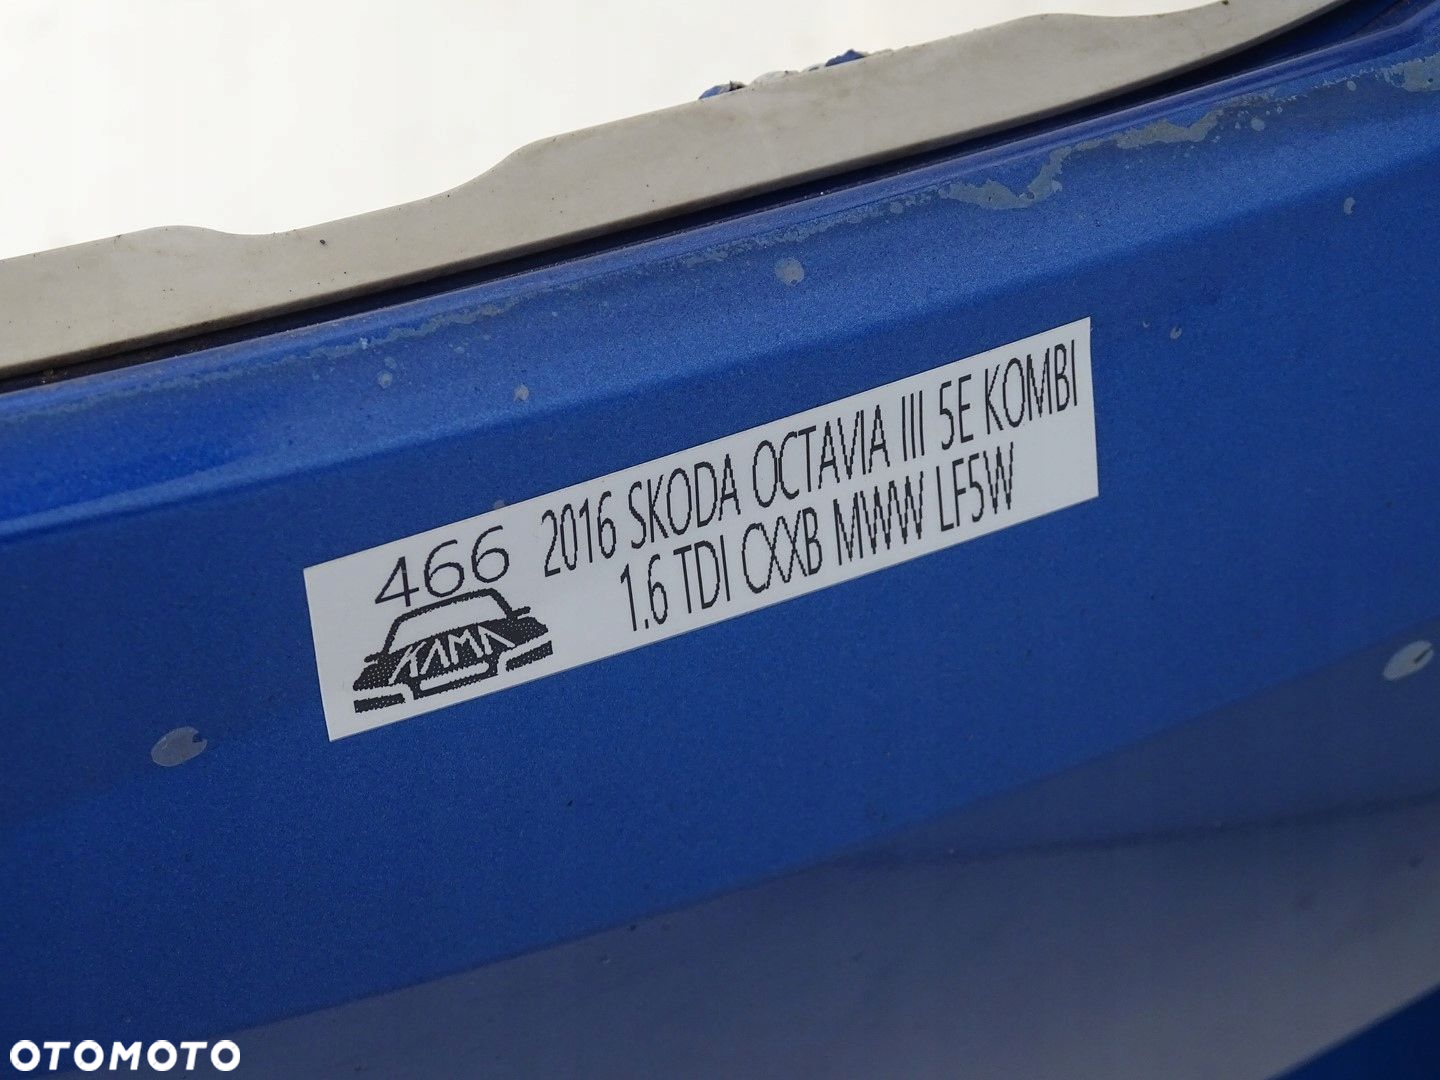 466 2016 SKODA OCTAVIA III 5E KOMBI
1.6 TDI CXXB MWW LF5W
KAMA
OTOMOTO